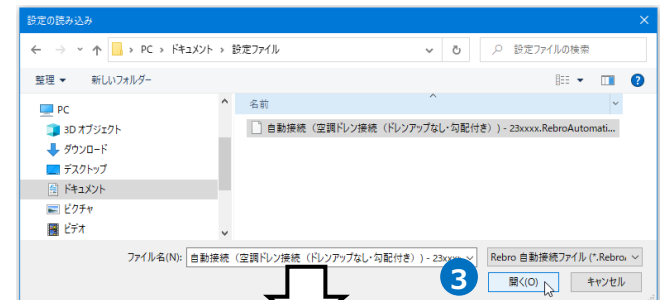 設定の読み込み
PC › ドキュメント › 設定ファイル
設定ファイルの検索
整理 新しいフォルダー
名前
PC
3D オブジェクト
ダウンロード
デスクトップ
ドキュメント
ピクチャ
ビデオ
自動接続（空調ドレン接続（ドレンアップなし・勾配付き））- 23xxxx.RebroAutomati...
ファイル名(N): 自動接続（空調ドレン接続（ドレンアップなし・勾配付き））- 23xxx
Rebro 自動接続ファイル (*.Rebro
3
開く(O) キャンセル